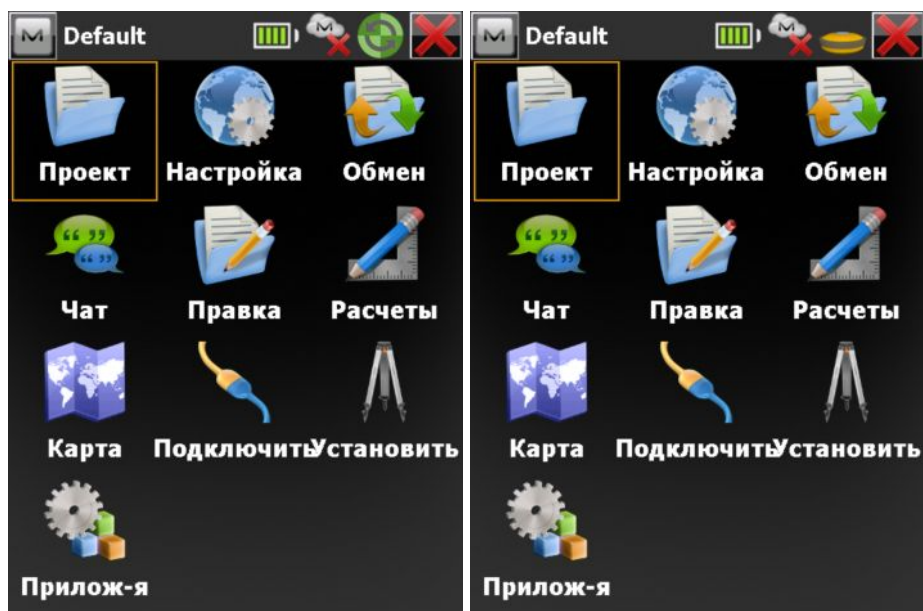 Default
Проект Настройка Обмен
Чат Правка Расчеты
Карта Подключить Установить
Прилож-я
Default
Проект Настройка Обмен
Чат Правка Расчеты
Карта Подключить Установить
Прилож-я